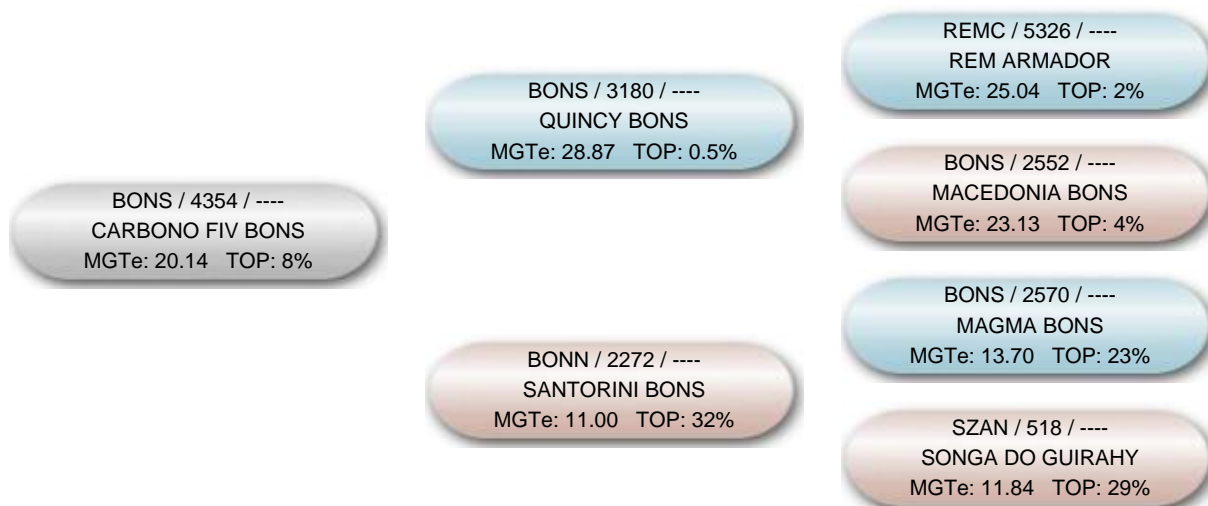 BONS / 4354 / ----
CARBONO FIV BONS
MGTe: 20.14 TOP: 8%
BONS / 3180 / ----
QUINCY BONS
MGTe: 28.87 TOP: 0.5%
BONN / 2272 / ----
SANTORINI BONS
MGTe: 11.00 TOP: 32%
REMC / 5326 / ----
REM ARMADOR
MGTe: 25.04 TOP: 2%
BONS / 2552 / ----
MACEDONIA BONS
MGTe: 23.13 TOP: 4%
BONS / 2570 / ----
MAGMA BONS
MGTe: 13.70 TOP: 23%
SZAN / 518 / ----
SONGA DO GUIRAHY
MGTe: 11.84 TOP: 29%